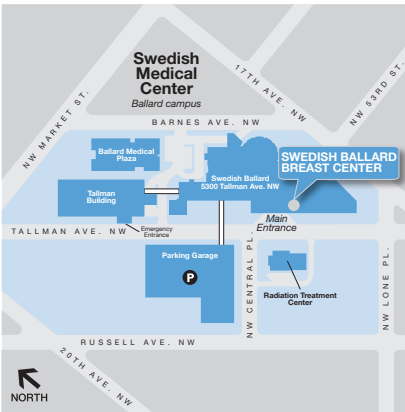 Swedish
Medical
Center
Ballard campus
17TH AVE. NW
NW 53RD ST.
NW MARKET ST.
BARNES AVE. NW
Ballard Medical
Plaza
SWEDISH BALLARD
BREAST CENTER
Swedish Ballard
5300 Tallman Ave. NW
Tallman
Building
Main
Entrance
TALLMAN AVE. NW
Emergency
Entrance
Parking Garage
P
NW CENTRAL PL.
NW LONE PL.
Radiation Treatment
Center
RUSSELL AVE. NW
20TH AVE. NW
NORTH